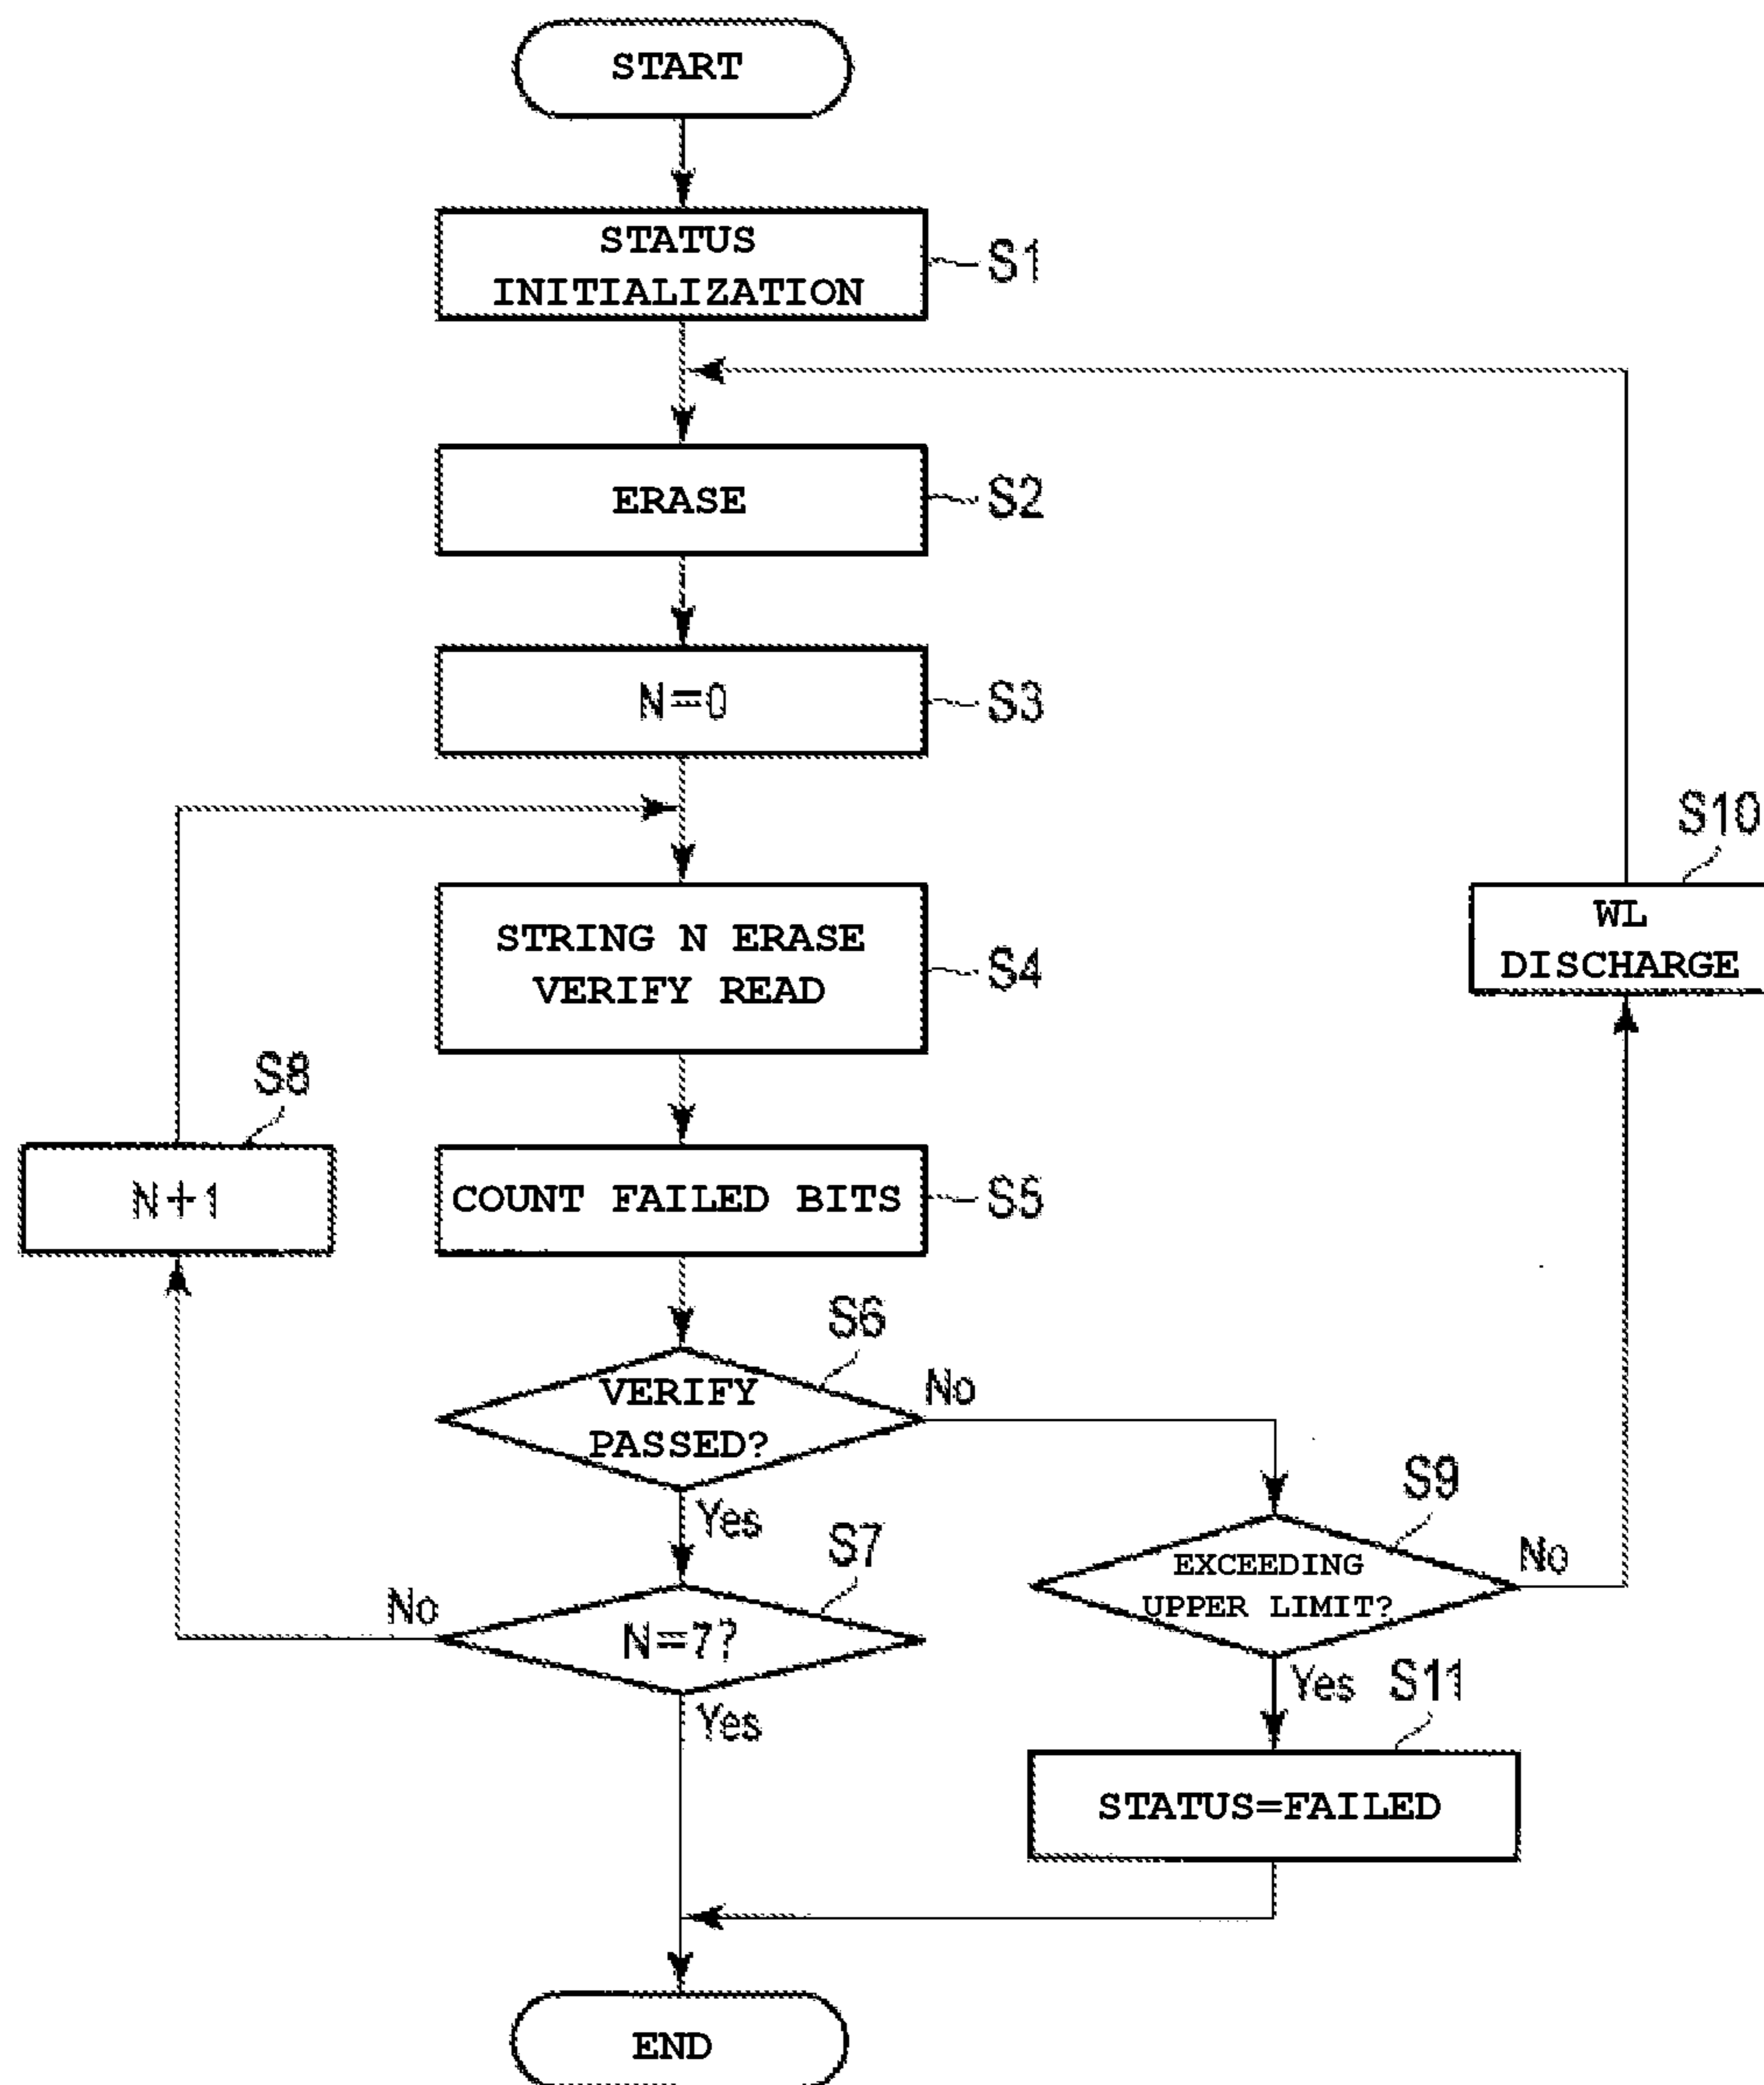 START
STATUS
INITIALIZATION
S1
ERASE
S2
N=0
S3
S10
WL
DISCHARGE
STRING N ERASE
VERIFY READ
S4
S8
N+1
COUNT FAILED BITS
S5
S6
VERIFY
PASSED?
No
Yes
S9
EXCEEDING
UPPER LIMIT?
No
S7
N=7?
No
Yes
Yes
S11
STATUS=FAILED
END